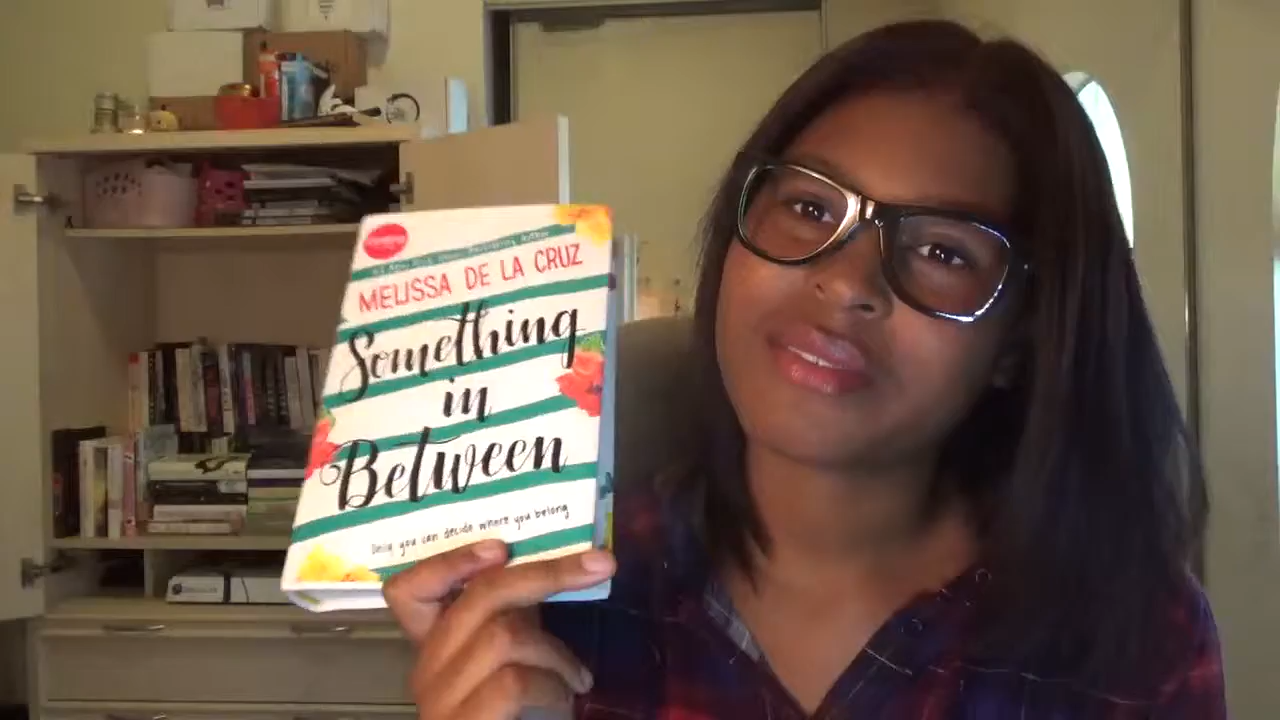 MELISSA DE LA CRUZ
Something
in
Between
Only you can decide where you belong